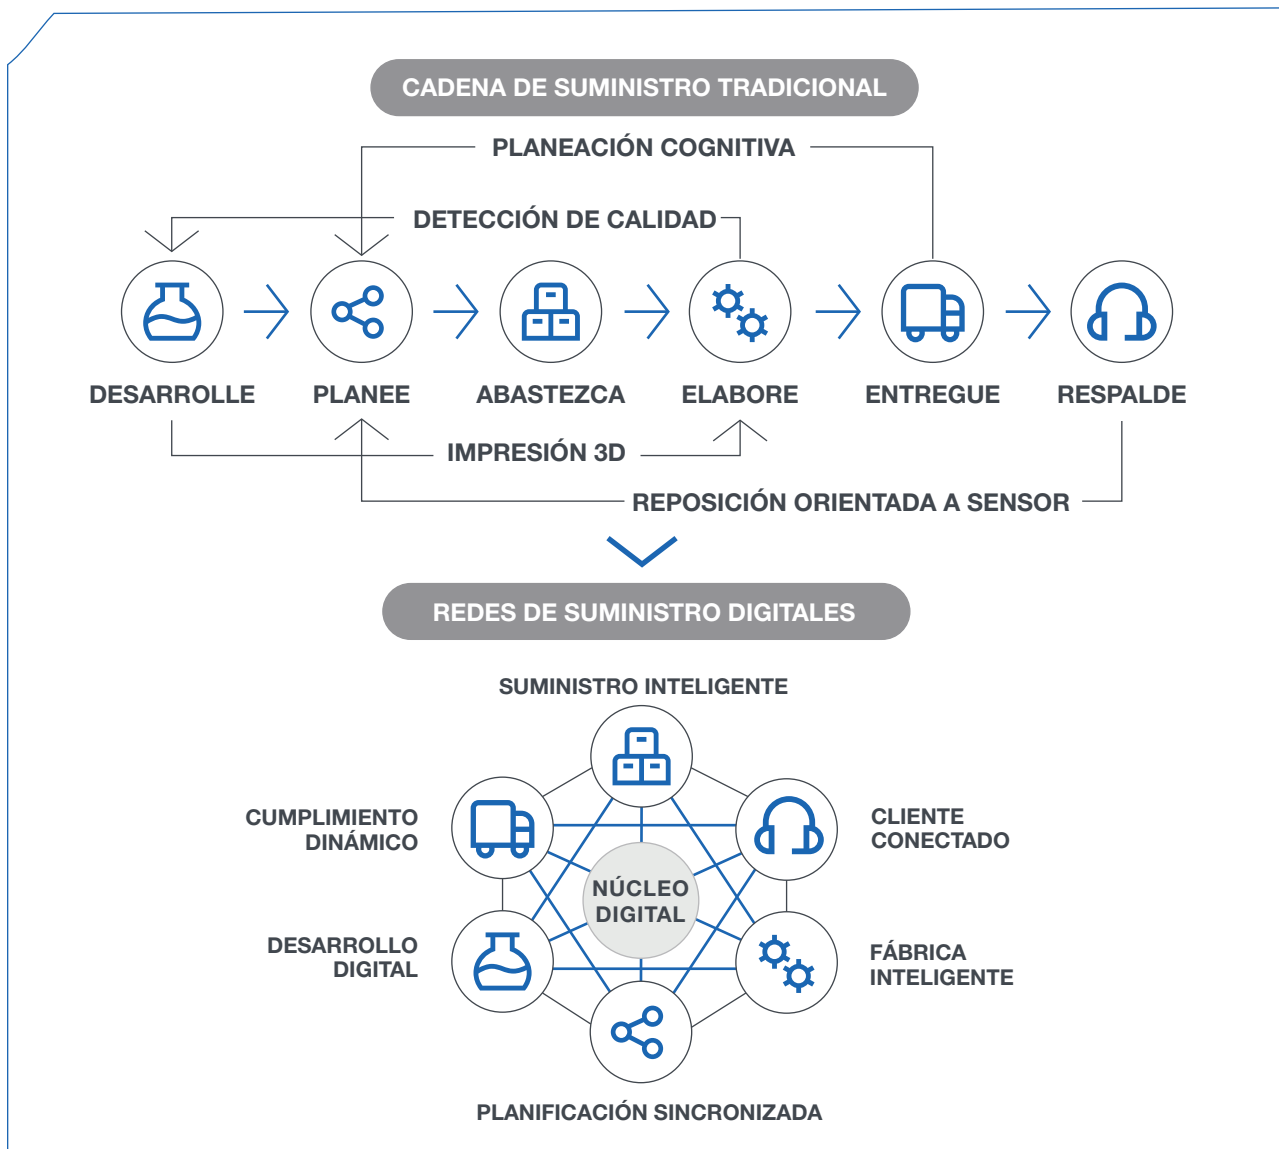 CADENA DE SUMINISTRO TRADICIONAL
PLANEACIÓN COGNITIVA
DETECCIÓN DE CALIDAD
DESARROLLE
PLANEE
ABASTEZCA
ELABORE
ENTREGUE
RESPALDE
IMPRESIÓN 3D
REPOSICIÓN ORIENTADA A SENSOR
REDES DE SUMINISTRO DIGITALES
SUMINISTRO INTELIGENTE
CUMPLIMIENTO
DINÁMICO
CLIENTE
CONECTADO
NÚCLEO
DIGITAL
DESARROLLO
DIGITAL
FÁBRICA
INTELIGENTE
PLANIFICACIÓN SINCRONIZADA